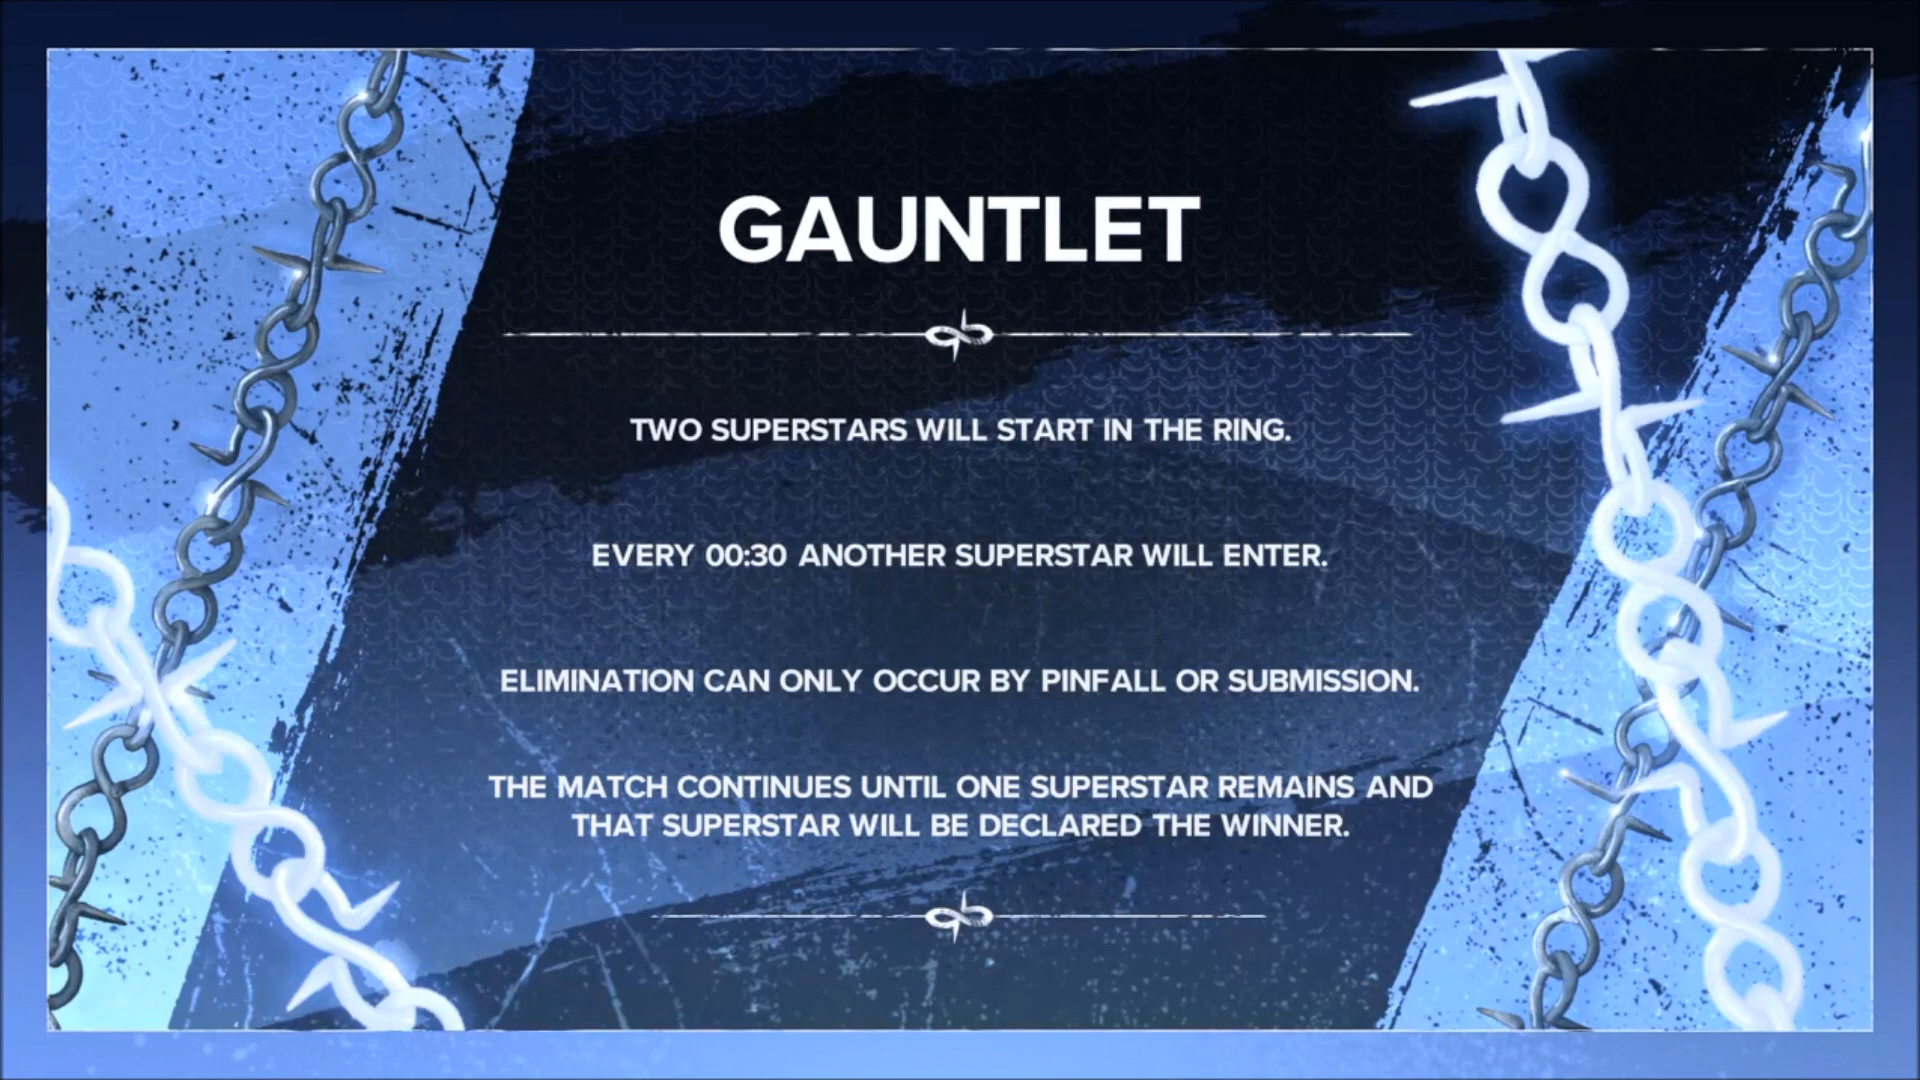 GAUNTLET
TWO SUPERSTARS WILL START IN THE RING.
EVERY 00:30 ANOTHER SUPERSTAR WILL ENTER.
ELIMINATION CAN ONLY OCCUR BY PINFALL OR SUBMISSION.
THE MATCH CONTINUES UNTIL ONE SUPERSTAR REMAINS AND
THAT SUPERSTAR WILL BE DECLARED THE WINNER.